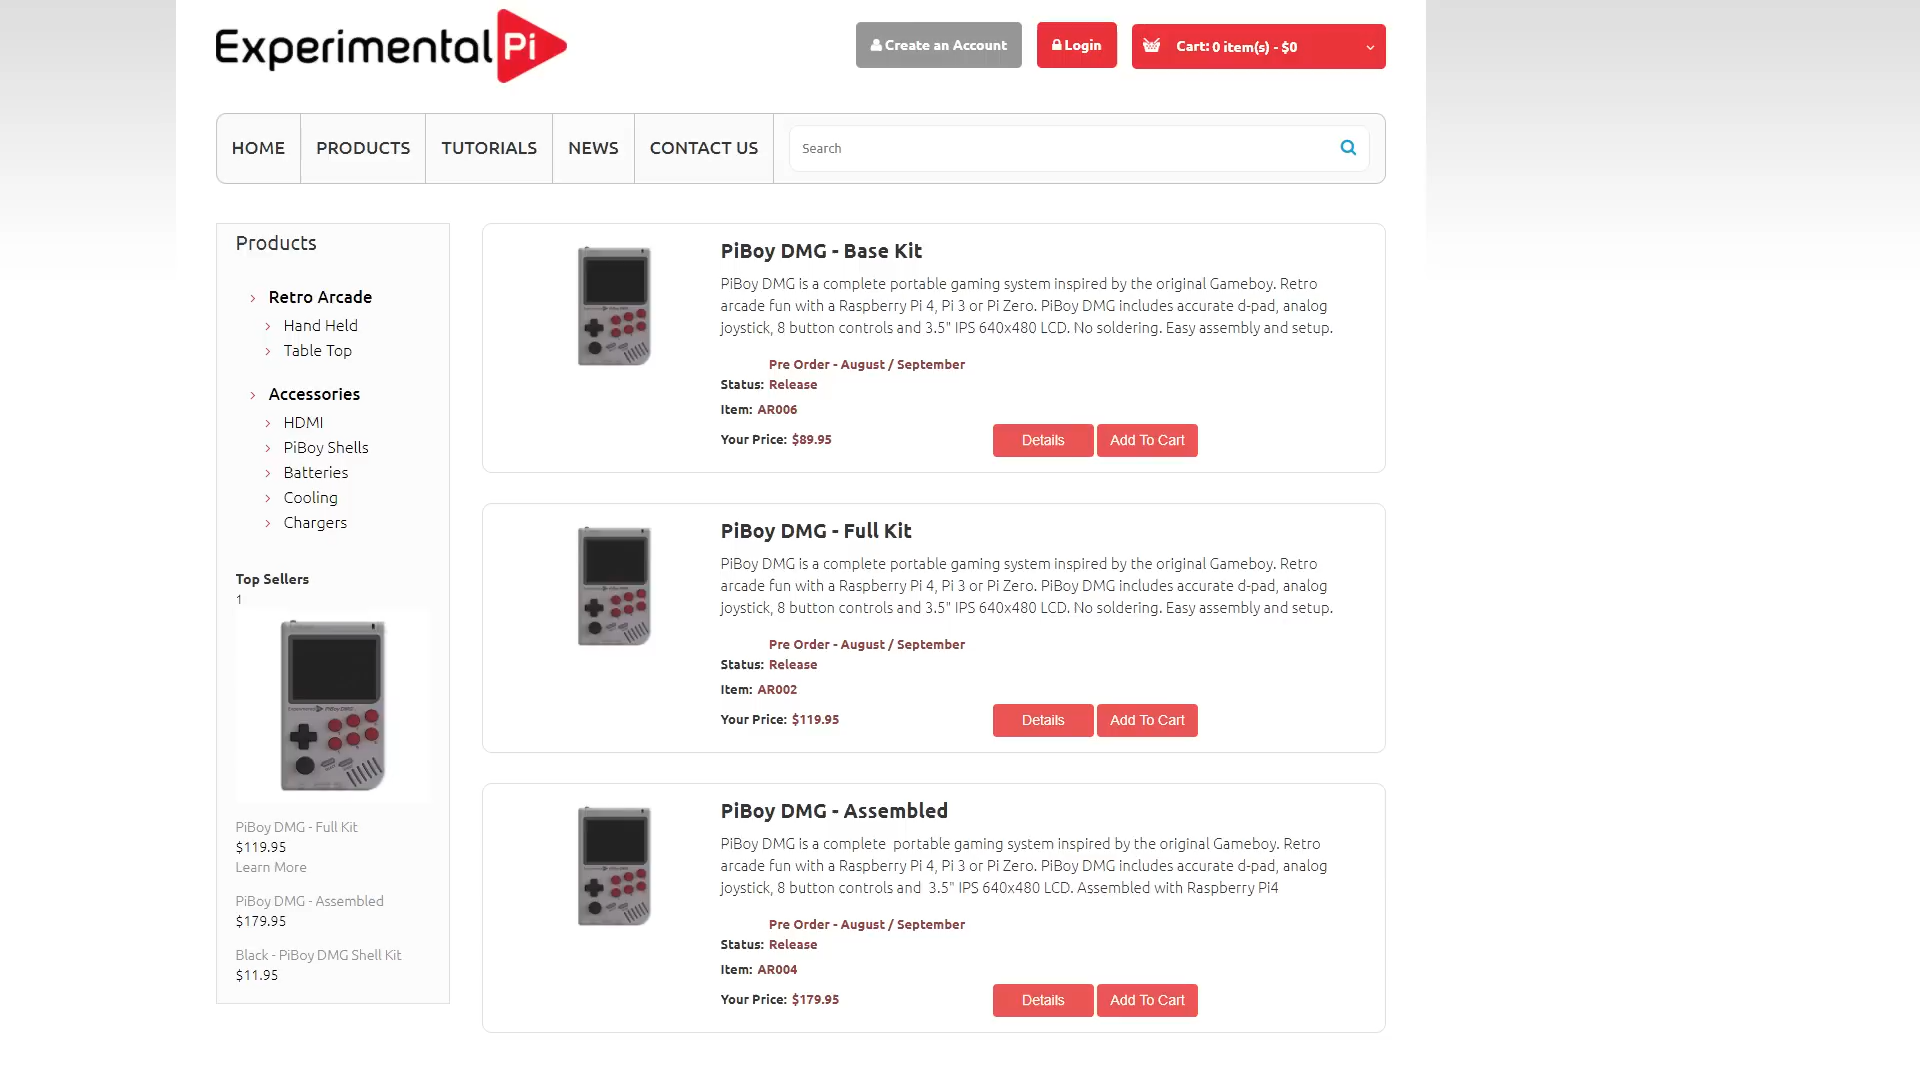 Experimental Pi
Create an Account
Login
Cart: 0 item(s) - $0
HOME
PRODUCTS
TUTORIALS
NEWS
CONTACT US
Search
Products
Retro Arcade
Hand Held
Table Top
Accessories
HDMI
PiBoy Shells
Batteries
Cooling
Chargers
Top Sellers
1
Experimental PiBoy DMG
PiBoy DMG - Full Kit
$119.95
Learn More
PiBoy DMG - Assembled
$179.95
Black - PiBoy DMG Shell Kit
$11.95
PiBoy DMG - Base Kit
PiBoy DMG is a complete portable gaming system inspired by the original Gameboy. Retro
arcade fun with a Raspberry Pi 4, Pi 3 or Pi Zero. PiBoy DMG includes accurate d-pad, analog
joystick, 8 button controls and 3.5" IPS 640x480 LCD. No soldering. Easy assembly and setup.
Pre Order - August / September
Status: Release
Item: AR006
Your Price: $89.95
Details
Add To Cart
PiBoy DMG - Full Kit
PiBoy DMG is a complete portable gaming system inspired by the original Gameboy. Retro
arcade fun with a Raspberry Pi 4, Pi 3 or Pi Zero. PiBoy DMG includes accurate d-pad, analog
joystick, 8 button controls and 3.5" IPS 640x480 LCD. No soldering. Easy assembly and setup.
Pre Order - August / September
Status: Release
Item: AR002
Your Price: $119.95
Details
Add To Cart
PiBoy DMG - Assembled
PiBoy DMG is a complete  portable gaming system inspired by the original Gameboy. Retro
arcade fun with a Raspberry Pi 4, Pi 3 or Pi Zero. PiBoy DMG includes accurate d-pad, analog
joystick, 8 button controls and  3.5" IPS 640x480 LCD. Assembled with Raspberry Pi4
Pre Order - August / September
Status: Release
Item: AR004
Your Price: $179.95
Details
Add To Cart